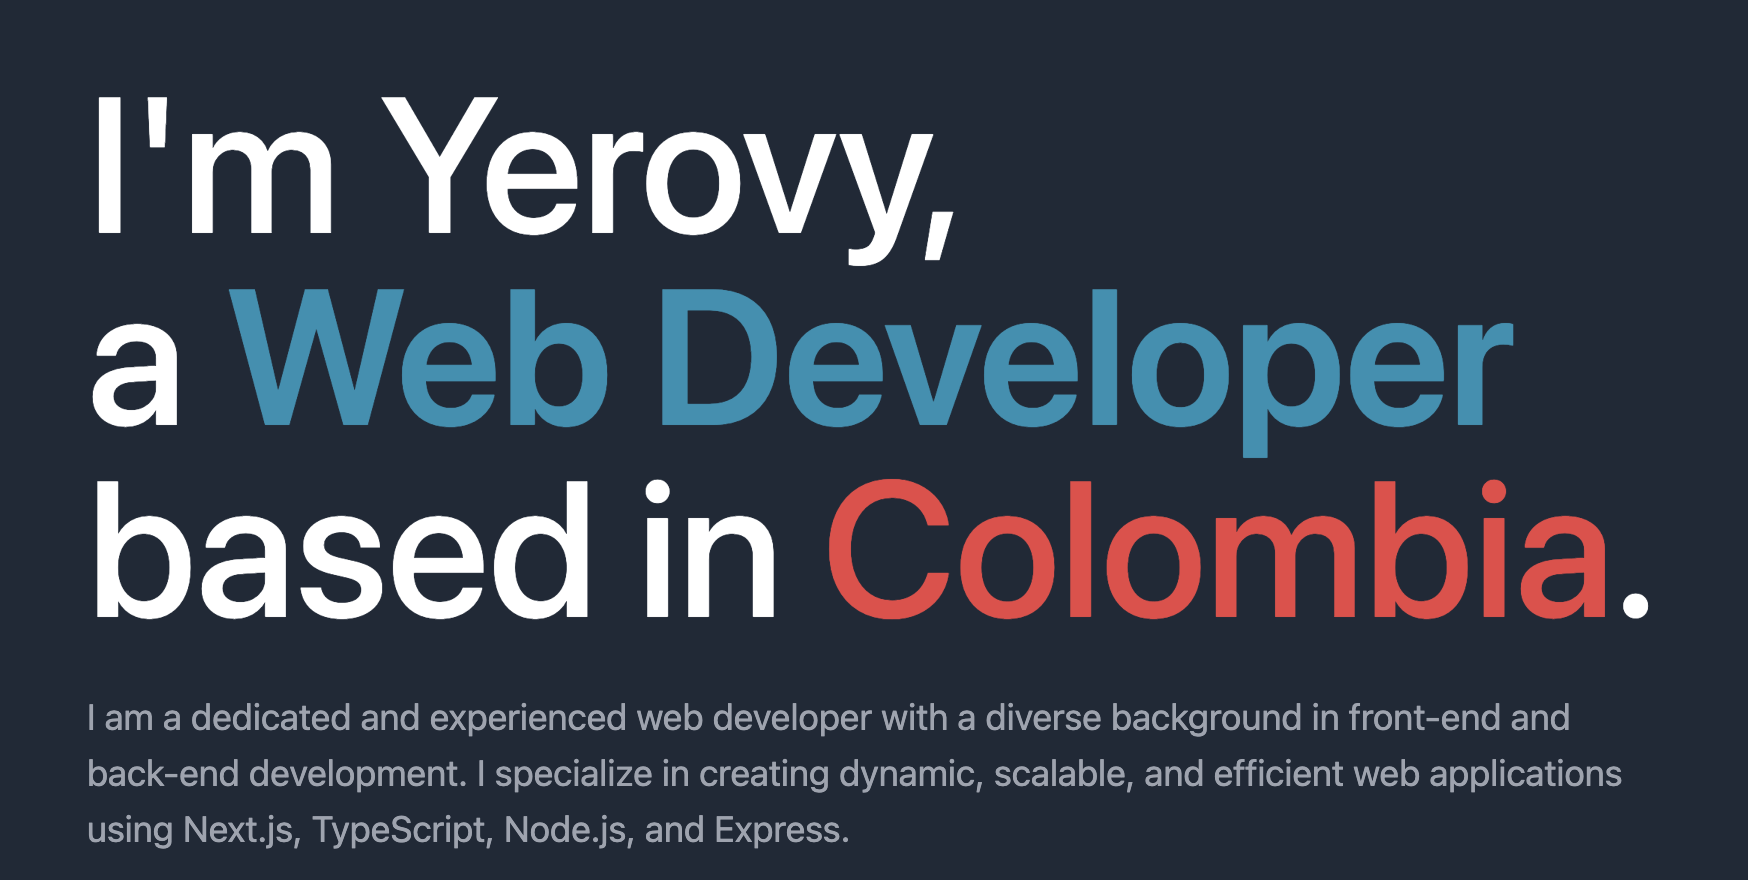 I'm Yerovy,
a Web Developer
based in Colombia.
I am a dedicated and experienced web developer with a diverse background in front-end and
back-end development. I specialize in creating dynamic, scalable, and efficient web applications
using Next.js, TypeScript, Node.js, and Express.